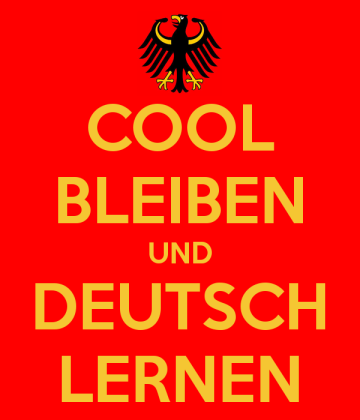 COOL
BLEIBEN
UND
DEUTSCH
LERNEN